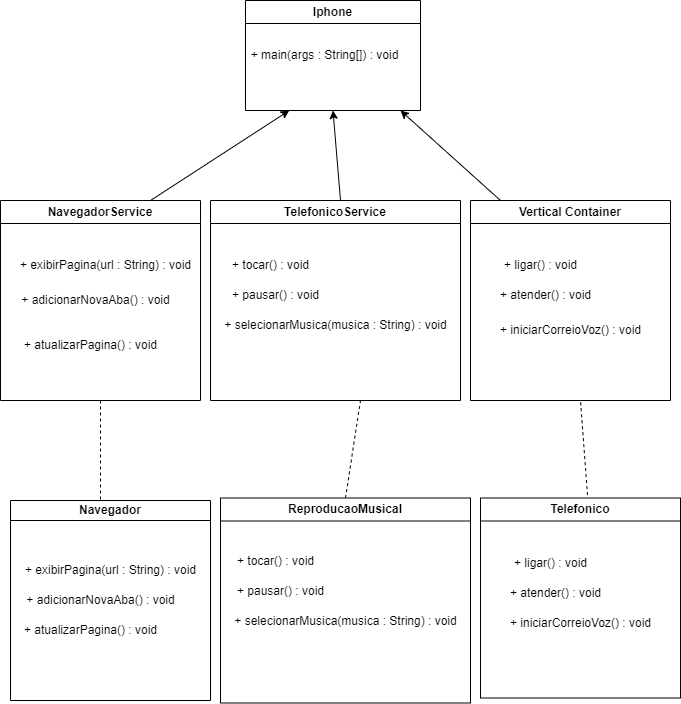 Iphone
+ main(args : String[]) : void
NavegadorService
+ exibirPagina(url : String) : void
+ adicionarNovaAba() : void
+ atualizarPagina() : void
TelefonicoService
+ tocar() : void
+ pausar() : void
+ selecionarMusica(musica : String) : void
Vertical Container
+ ligar() : void
+ atender() : void
+ iniciarCorreioVoz() : void
Navegador
+ exibirPagina(url : String) : void
+ adicionarNovaAba() : void
+ atualizarPagina() : void
ReproducaoMusical
+ tocar() : void
+ pausar() : void
+ selecionarMusica(musica : String) : void
Telefonico
+ ligar() : void
+ atender() : void
+ iniciarCorreioVoz() : void